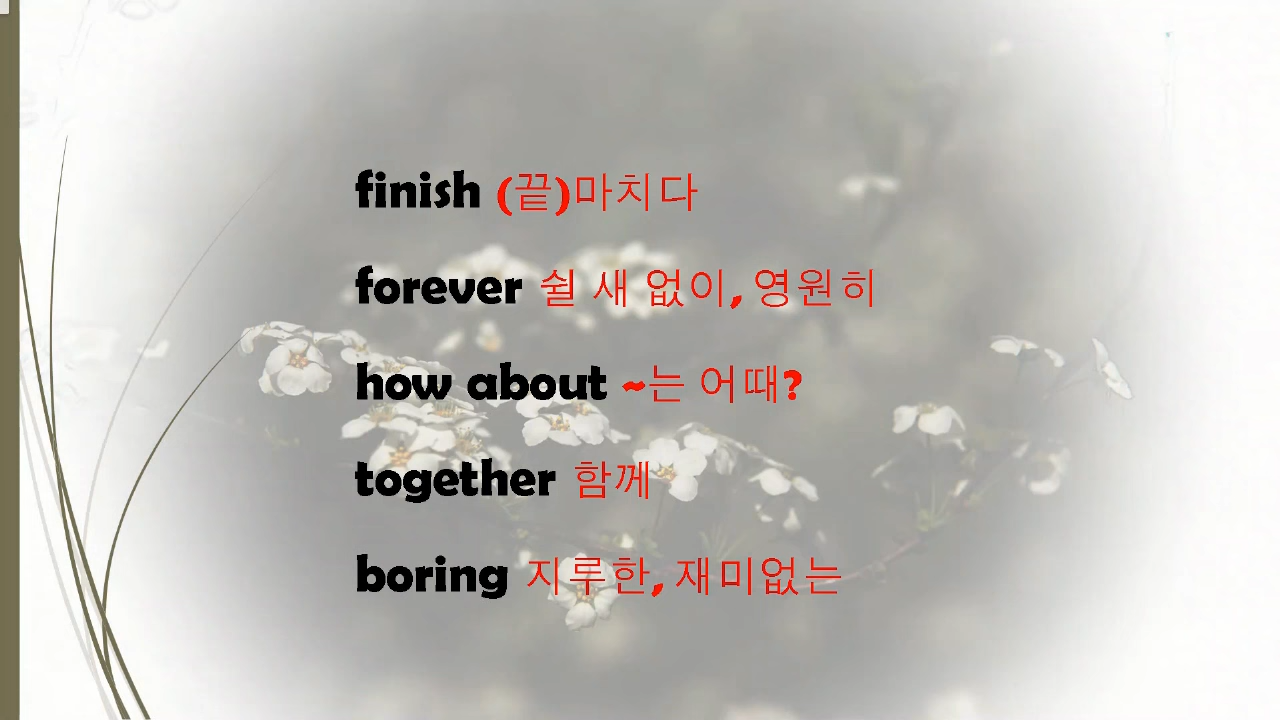 finish (끝)마치다
forever 쉴 새 없이, 영원히
how about ~는 어때?
together 함께
boring 지루한, 재미없는